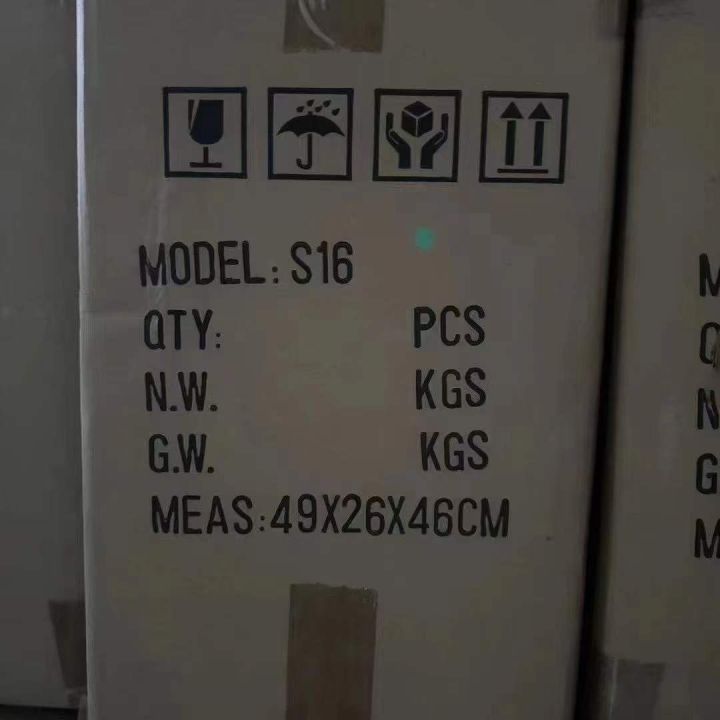 MODEL: S16
QTY: PCS
N.W. KGS
G.W. KGS
MEAS:49X26X46CM
M
Q
N
G
M